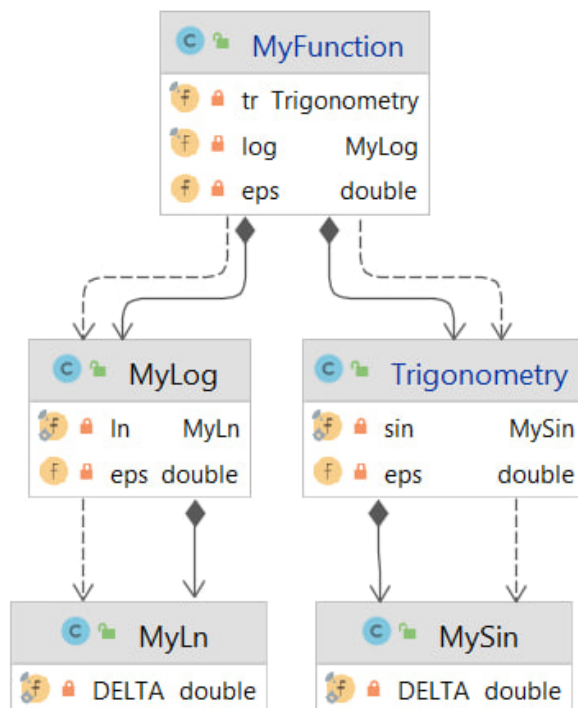 MyFunction
tr Trigonometry
log MyLog
eps double
MyLog
ln MyLn
eps double
Trigonometry
sin MySin
eps double
MyLn
DELTA double
MySin
DELTA double